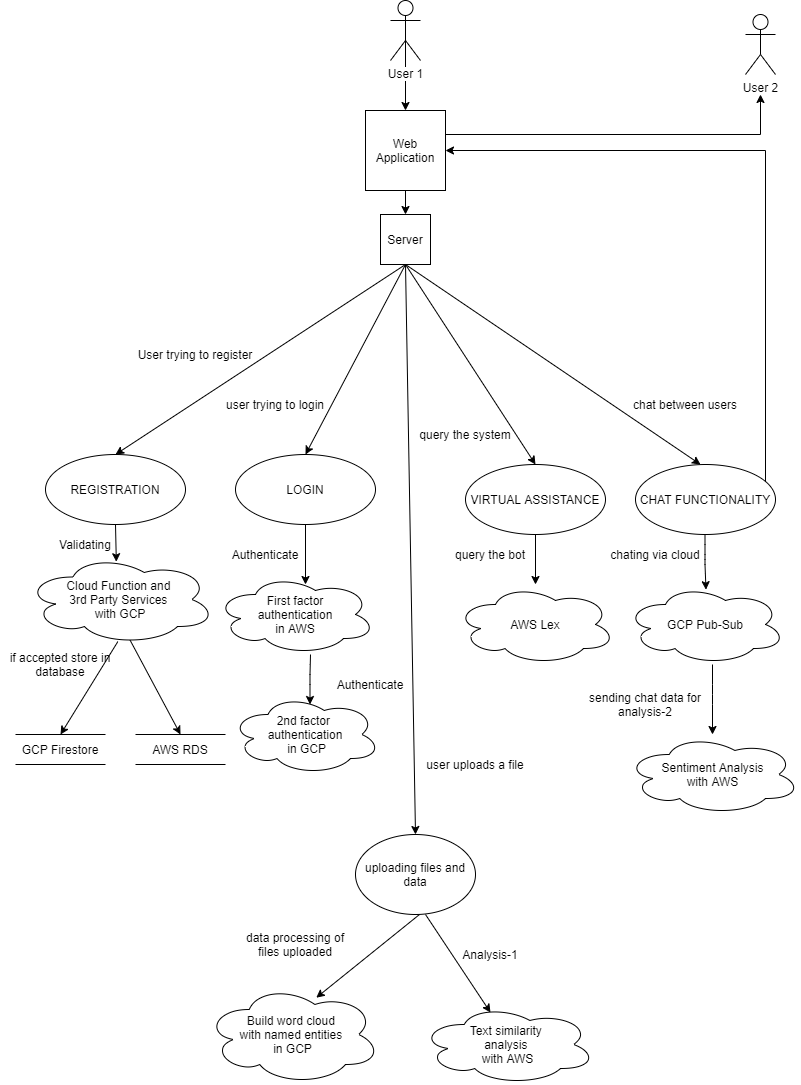 User 1
User 2
Web
Application
Server
User trying to register
user trying to login
query the system
chat between users
REGISTRATION
LOGIN
VIRTUAL ASSISTANCE
CHAT FUNCTIONALITY
Validating
Authenticate
query the bot
chating via cloud
Cloud Function and
3rd Party Services
with GCP
First factor
authentication
in AWS
AWS Lex
GCP Pub-Sub
if accepted store in
database
Authenticate
sending chat data for
analysis-2
GCP Firestore
AWS RDS
2nd factor
authentication
in GCP
Sentiment Analysis
with AWS
user uploads a file
uploading files and
data
data processing of
files uploaded
Analysis-1
Build word cloud
with named entities
in GCP
Text similarity
analysis
with AWS